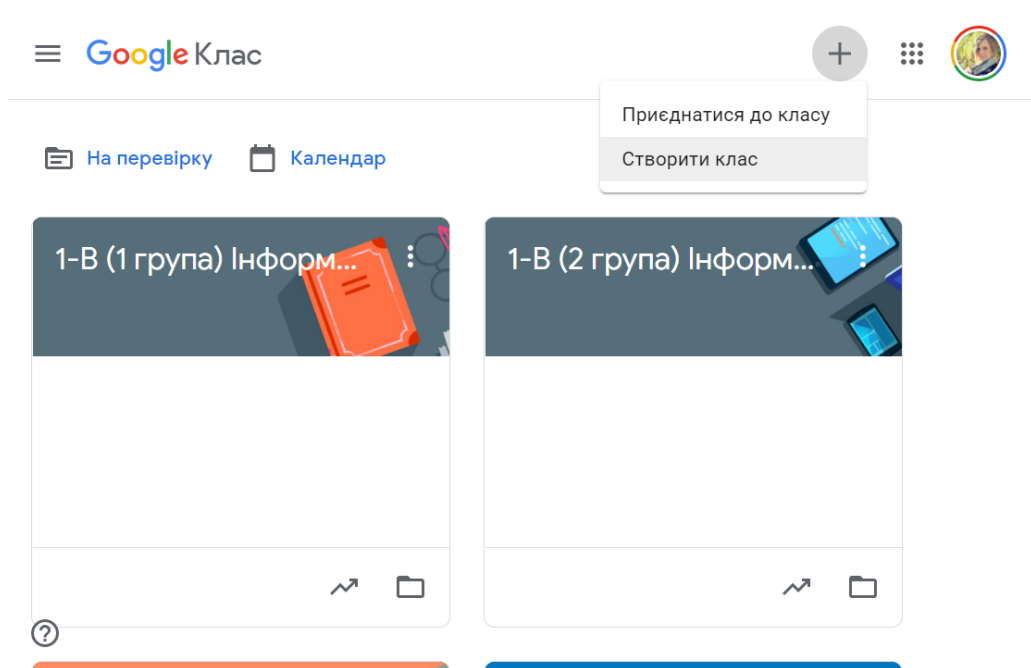 Google Клас
Приєднатися до класу
Створити клас
На перевірку
Календар
1-В (1 група) Інформ...
1-В (2 група) Інформ...